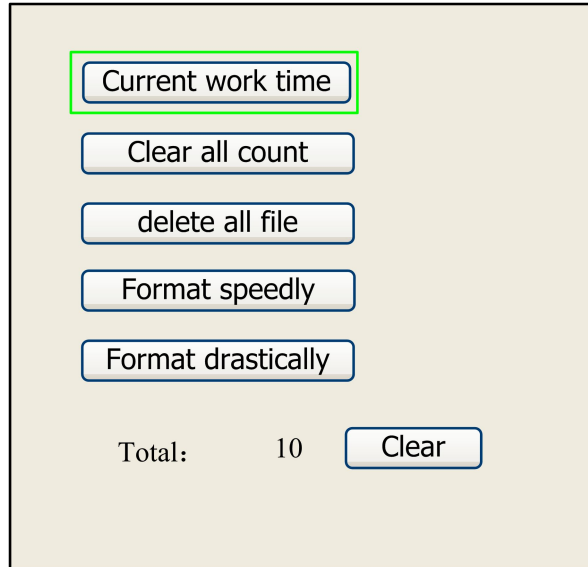 Current work time
Clear all count
delete all file
Format speedly
Format drastically
Total： 10 Clear